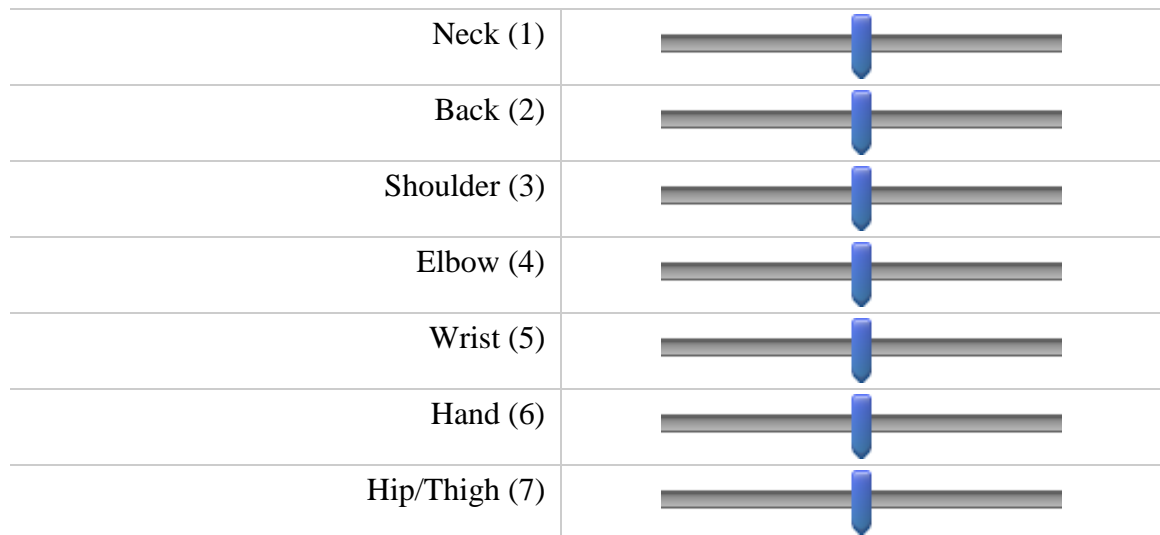 Neck (1)
Back (2)
Shoulder (3)
Elbow (4)
Wrist (5)
Hand (6)
Hip/Thigh (7)